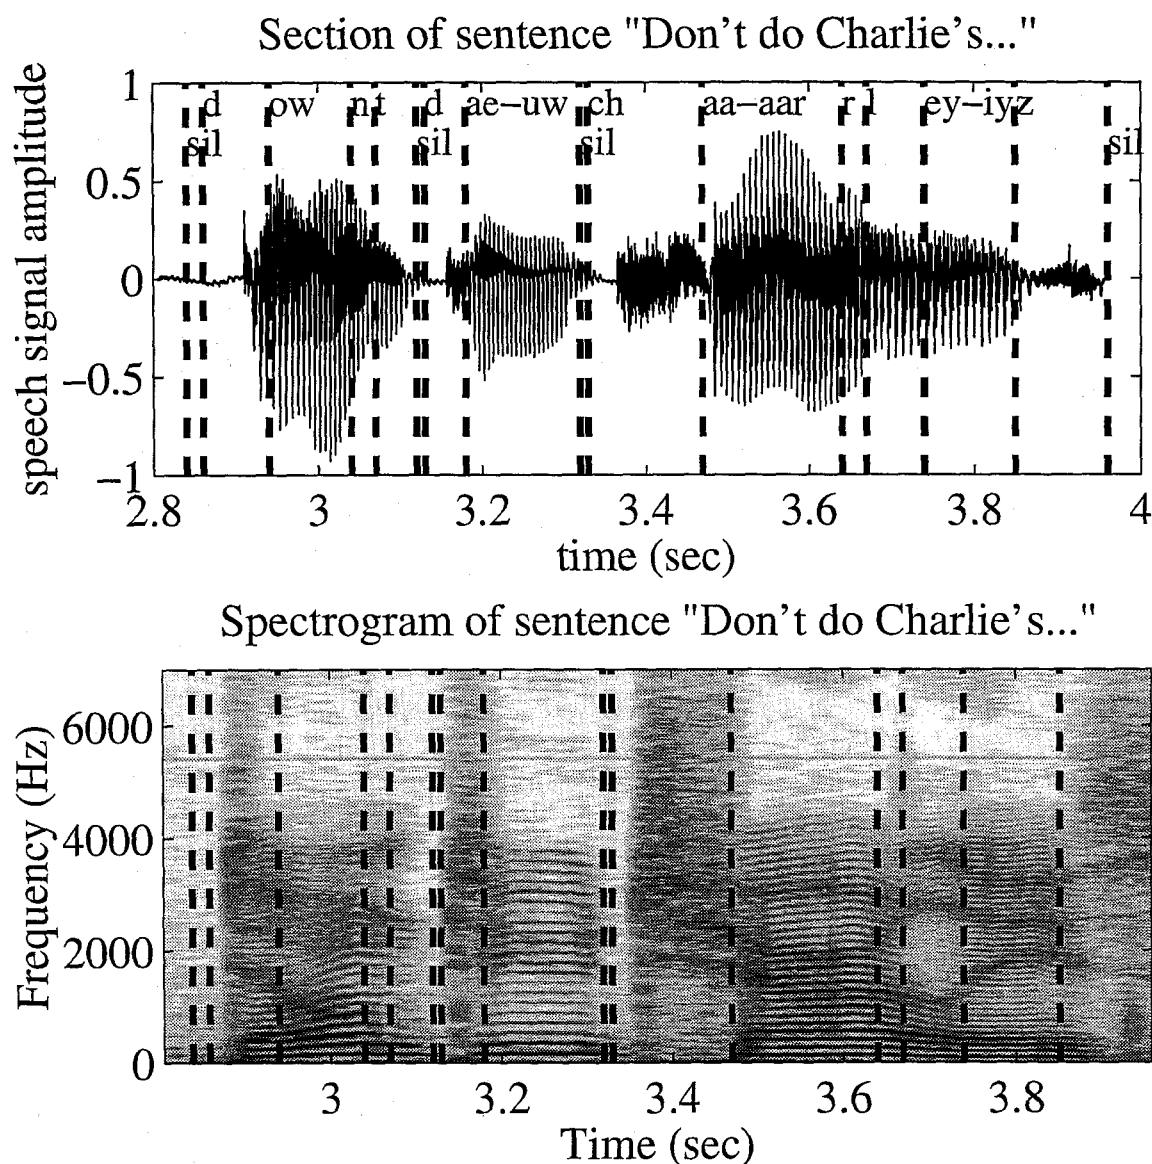 Section of sentence "Don't do Charlie's..."
speech signal amplitude
1
0.5
0
−0.5
−1
d ow n t d ae−uw ch aa−aar r l ey−iyz
sil sil sil sil
2.8 3 3.2 3.4 3.6 3.8 4
time (sec)
Spectrogram of sentence "Don't do Charlie's..."
Frequency (Hz)
6000
4000
2000
0
3 3.2 3.4 3.6 3.8
Time (sec)